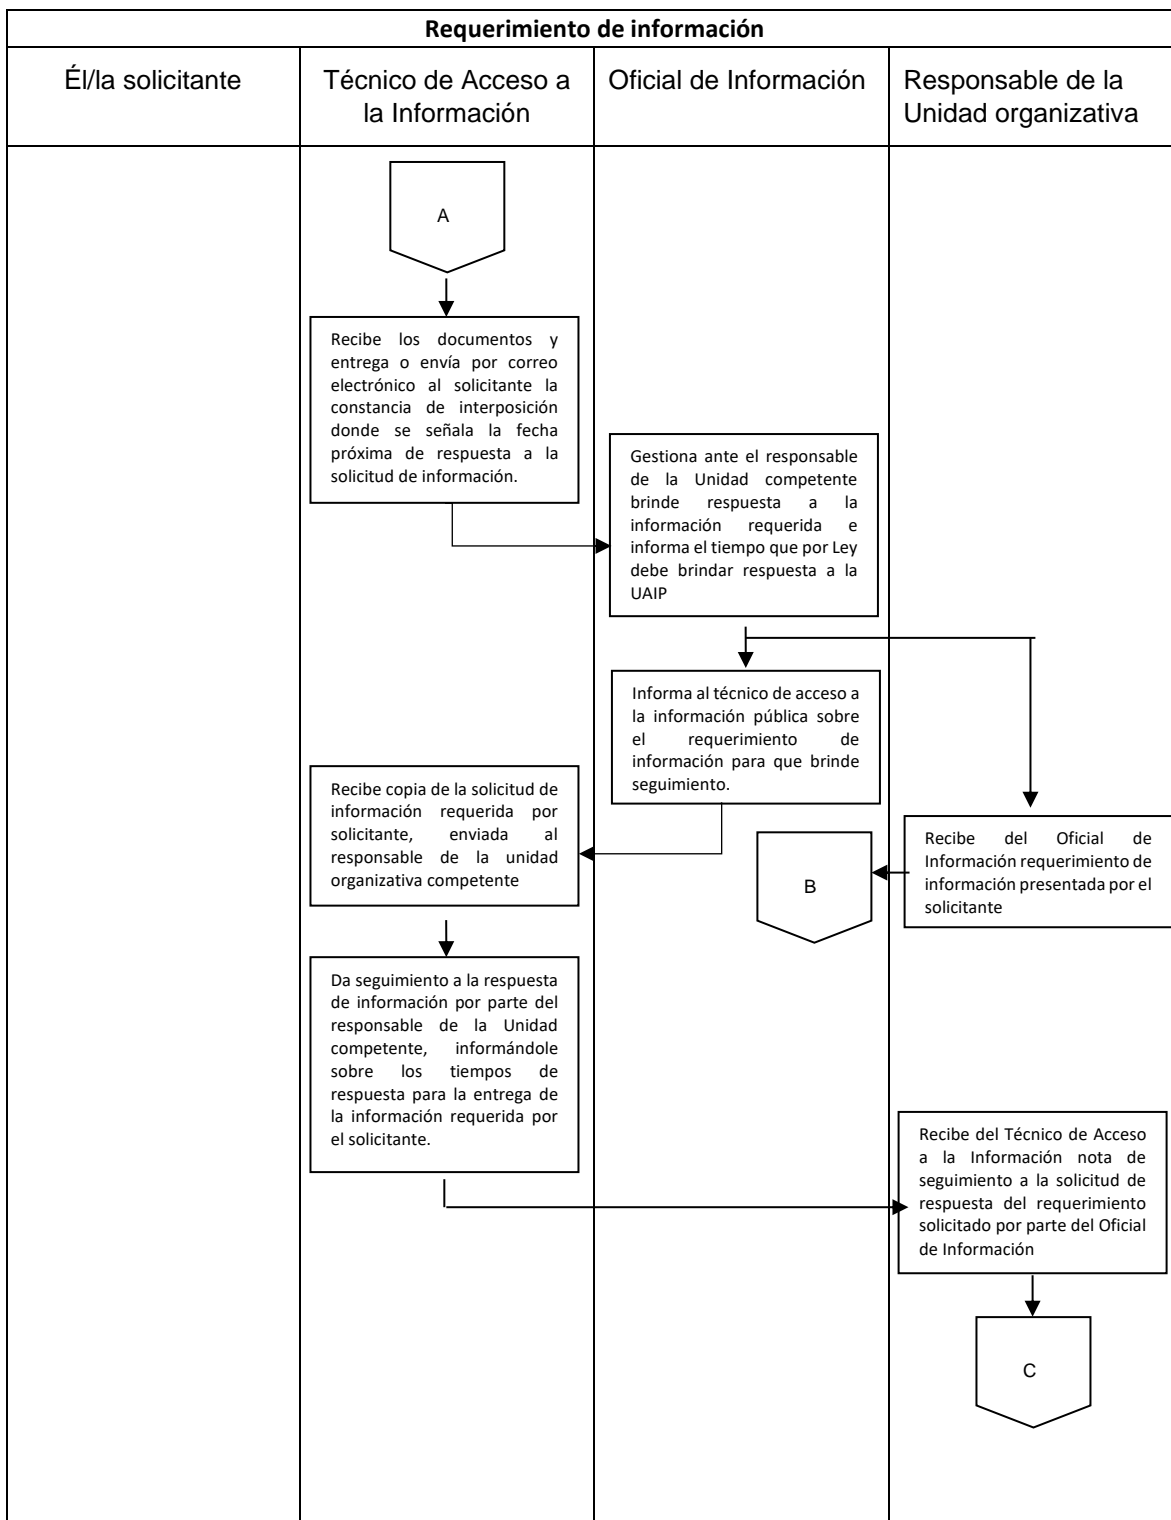 Requerimiento de información
Él/la solicitante
Técnico de Acceso a
la Información
Oficial de Información
Responsable de la
Unidad organizativa
A
Recibe los documentos y
entrega o envía por correo
electrónico al solicitante la
constancia de interposición
donde se señala la fecha
próxima de respuesta a la
solicitud de información.
Gestiona ante el responsable
de la Unidad competente
brinde respuesta a la
información requerida e
informa el tiempo que por Ley
debe brindar respuesta a la
UAIP
Informa al técnico de acceso a
la información pública sobre
el requerimiento de
información para que brinde
seguimiento.
Recibe copia de la solicitud de
información requerida por
solicitante, enviada al
responsable de la unidad
organizativa competente
Recibe del Oficial de
Información requerimiento de
información presentada por el
solicitante
B
Da seguimiento a la respuesta
de información por parte del
responsable de la Unidad
competente, informándole
sobre los tiempos de
respuesta para la entrega de
la información requerida por
el solicitante.
Recibe del Técnico de Acceso
a la Información nota de
seguimiento a la solicitud de
respuesta del requerimiento
solicitado por parte del Oficial
de Información
C